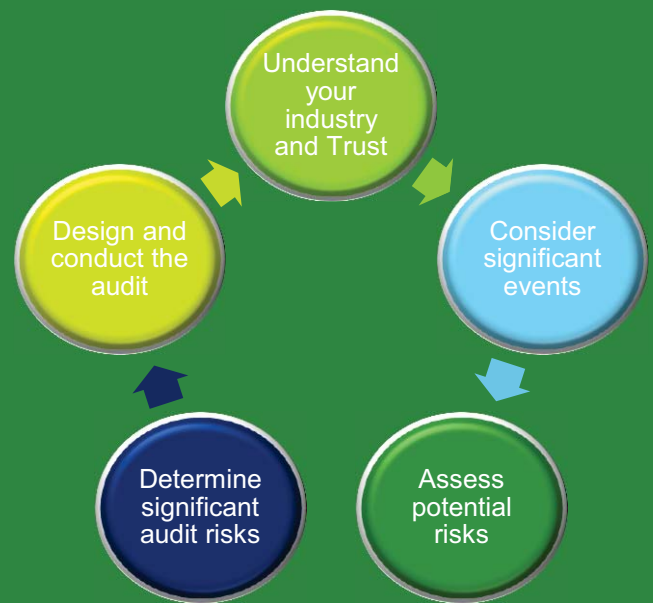 Understand
your
industry
and Trust
Consider
significant
events
Assess
potential
risks
Determine
significant
audit risks
Design and
conduct the
audit